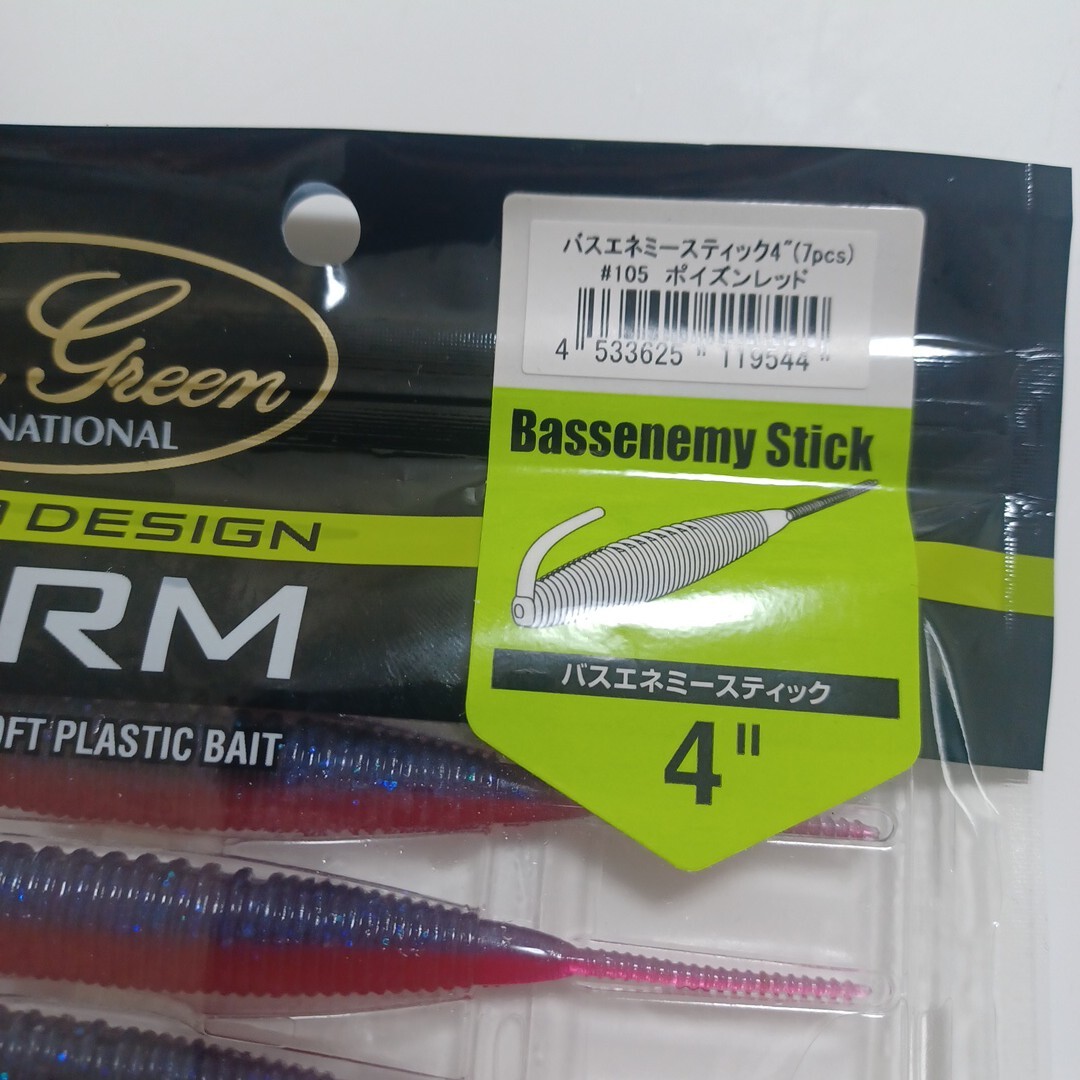 Green
NATIONAL
DESIGN
RM
OFT PLASTIC BAIT
バスエネミースティック4"(7pcs)
#105 ポイズンレッド
4 533625 119544
Bassenemy Stick
バスエネミースティック
4"